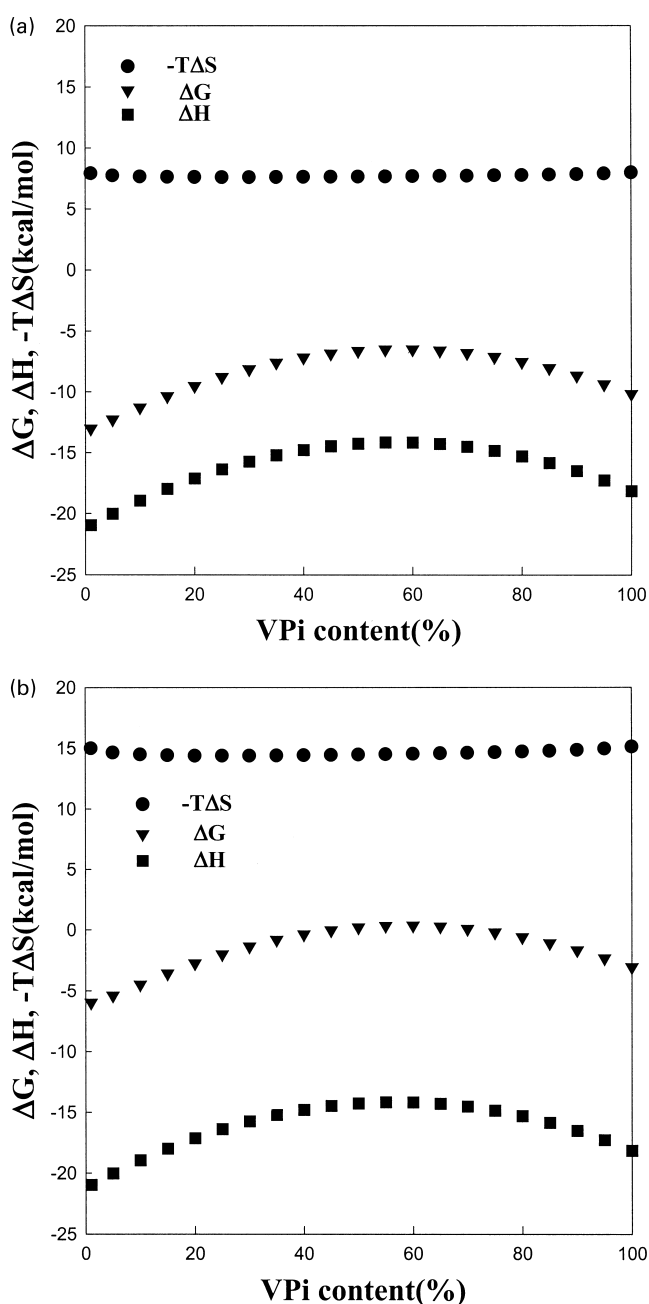 (a)
20
15
10
5
0
-5
-10
-15
-20
-25
-TΔS
ΔG
ΔH
ΔG, ΔH, -TΔS(kcal/mol)
0 20 40 60 80 100
VPi content(%)
(b)
20
15
10
5
0
-5
-10
-15
-20
-25
-TΔS
ΔG
ΔH
ΔG, ΔH, -TΔS(kcal/mol)
0 20 40 60 80 100
VPi content(%)